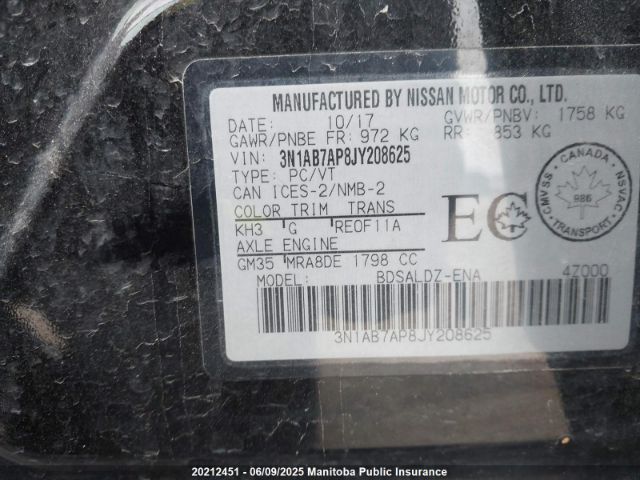 MANUFACTURED BY NISSAN MOTOR CO., LTD.
DATE: 10/17 GVWR/PNBV: 1758 KG
GAWR/PNBE FR: 972 KG RR: 853 KG
VIN: 3N1AB7AP8JY208625
TYPE: PC/VT
CAN ICES-2/NMB-2
COLOR TRIM TRANS
KH3 G RE0F11A
AXLE ENGINE
GM35 MRA8DE 1798 CC
EC
CMVSS CANADA NSVAC
986
TRANSPORT
MODEL: BDSALDZ-ENA 4Z000
3N1AB7AP8JY208625
20212451 - 06/09/2025 Manitoba Public Insurance